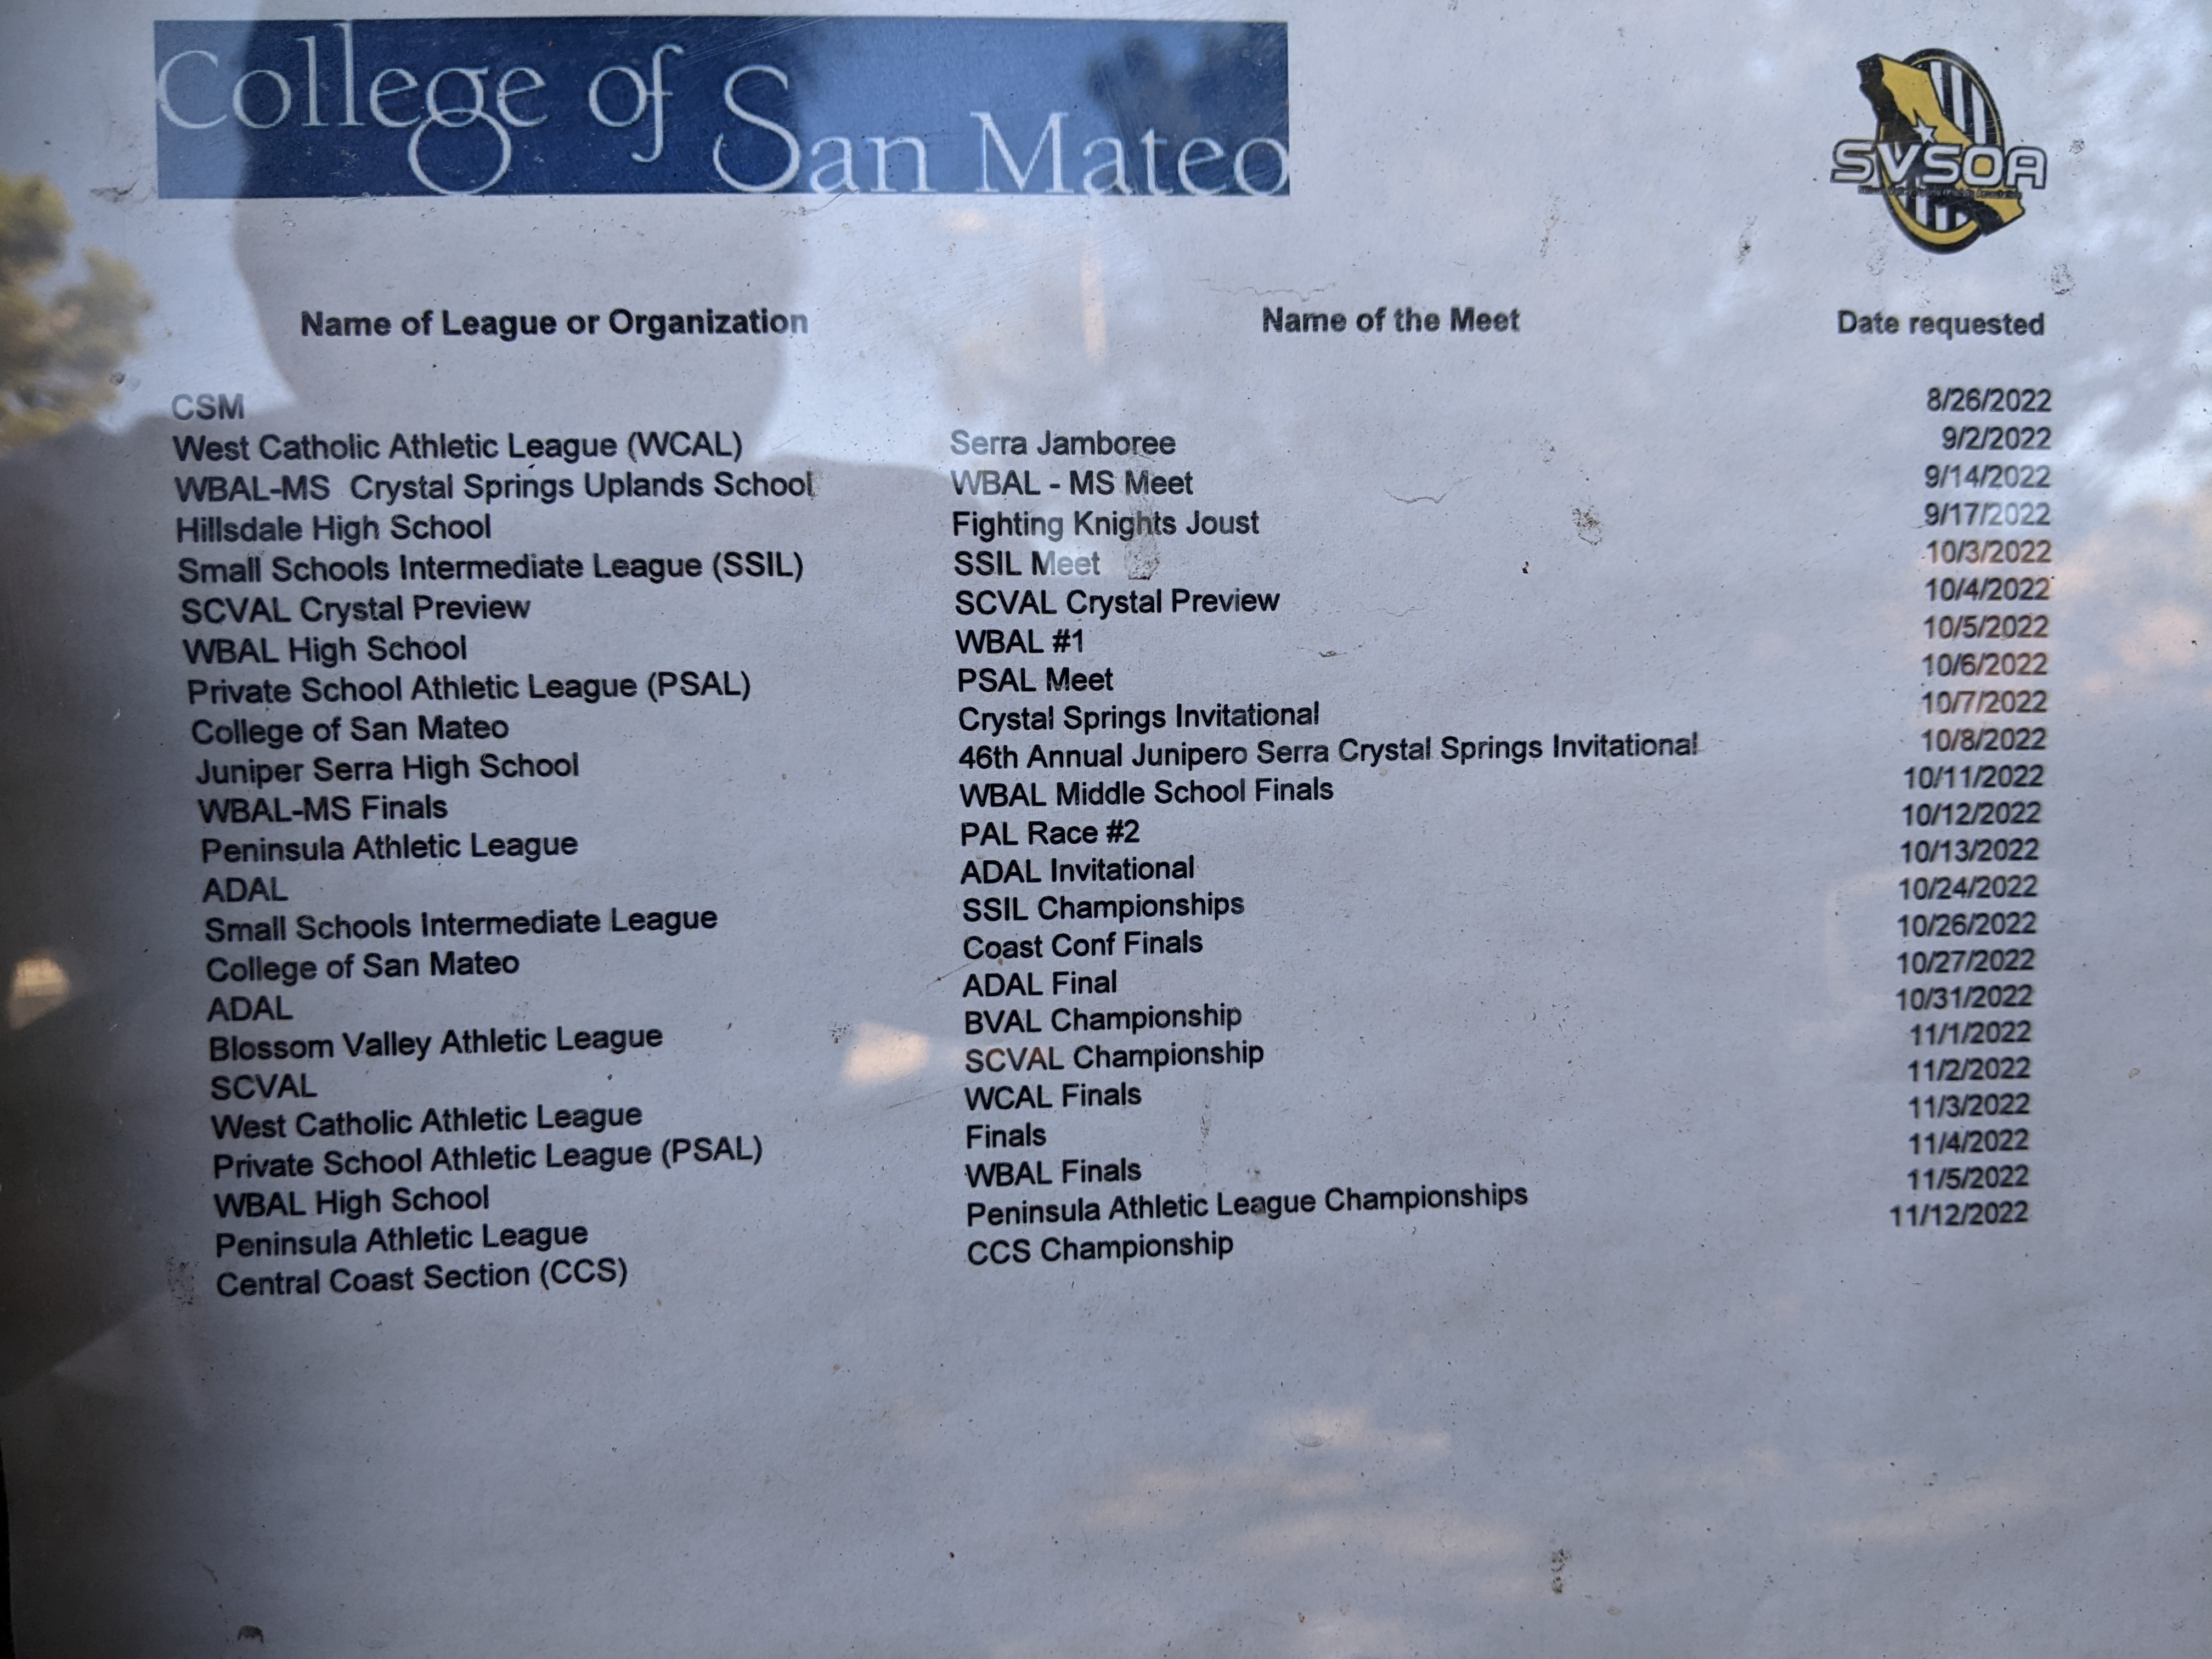 College of San Mateo
SVSOA
Name of League or Organization Name of the Meet Date requested
CSM 8/26/2022
West Catholic Athletic League (WCAL) Serra Jamboree 9/2/2022
WBAL-MS Crystal Springs Uplands School WBAL - MS Meet 9/14/2022
Hillsdale High School Fighting Knights Joust 9/17/2022
Small Schools Intermediate League (SSIL) SSIL Meet 10/3/2022
SCVAL Crystal Preview SCVAL Crystal Preview 10/4/2022
WBAL High School WBAL #1 10/5/2022
Private School Athletic League (PSAL) PSAL Meet 10/6/2022
College of San Mateo Crystal Springs Invitational 10/7/2022
Juniper Serra High School 46th Annual Junipero Serra Crystal Springs Invitational 10/8/2022
WBAL-MS Finals WBAL Middle School Finals 10/11/2022
Peninsula Athletic League PAL Race #2 10/12/2022
ADAL ADAL Invitational 10/13/2022
Small Schools Intermediate League SSIL Championships 10/24/2022
College of San Mateo Coast Conf Finals 10/26/2022
ADAL ADAL Final 10/27/2022
Blossom Valley Athletic League BVAL Championship 10/31/2022
SCVAL SCVAL Championship 11/1/2022
West Catholic Athletic League WCAL Finals 11/2/2022
Private School Athletic League (PSAL) Finals 11/3/2022
WBAL High School WBAL Finals 11/4/2022
Peninsula Athletic League Peninsula Athletic League Championships 11/5/2022
Central Coast Section (CCS) CCS Championship 11/12/2022